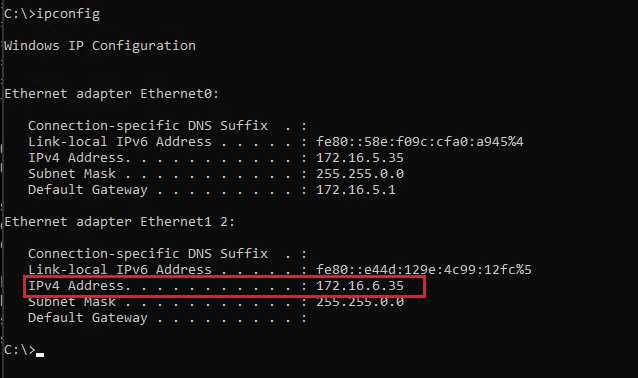 C:\>ipconfig
Windows IP Configuration
Ethernet adapter Ethernet0:
Connection-specific DNS Suffix  . :
Link-local IPv6 Address . . . . . : fe80::58e:f09c:cfa0:a945%4
IPv4 Address. . . . . . . . . . . : 172.16.5.35
Subnet Mask . . . . . . . . . . . : 255.255.0.0
Default Gateway . . . . . . . . . : 172.16.5.1
Ethernet adapter Ethernet1 2:
Connection-specific DNS Suffix  . :
Link-local IPv6 Address . . . . . : fe80::e44d:129e:4c99:12fc%5
IPv4 Address. . . . . . . . . . . : 172.16.6.35
Subnet Mask . . . . . . . . . . . : 255.255.0.0
Default Gateway . . . . . . . . . :
C:\>